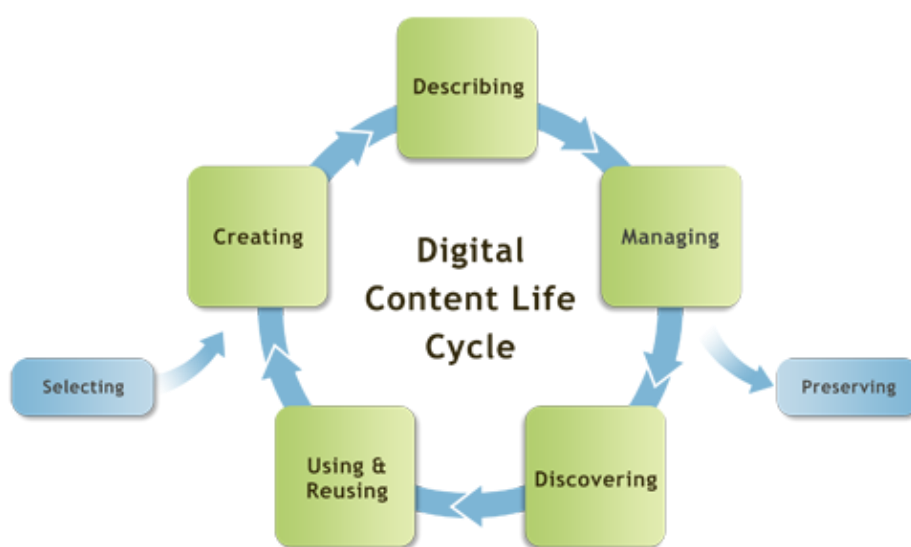 Describing
Creating
Managing
Digital
Content Life
Cycle
Selecting
Preserving
Using &
Reusing
Discovering